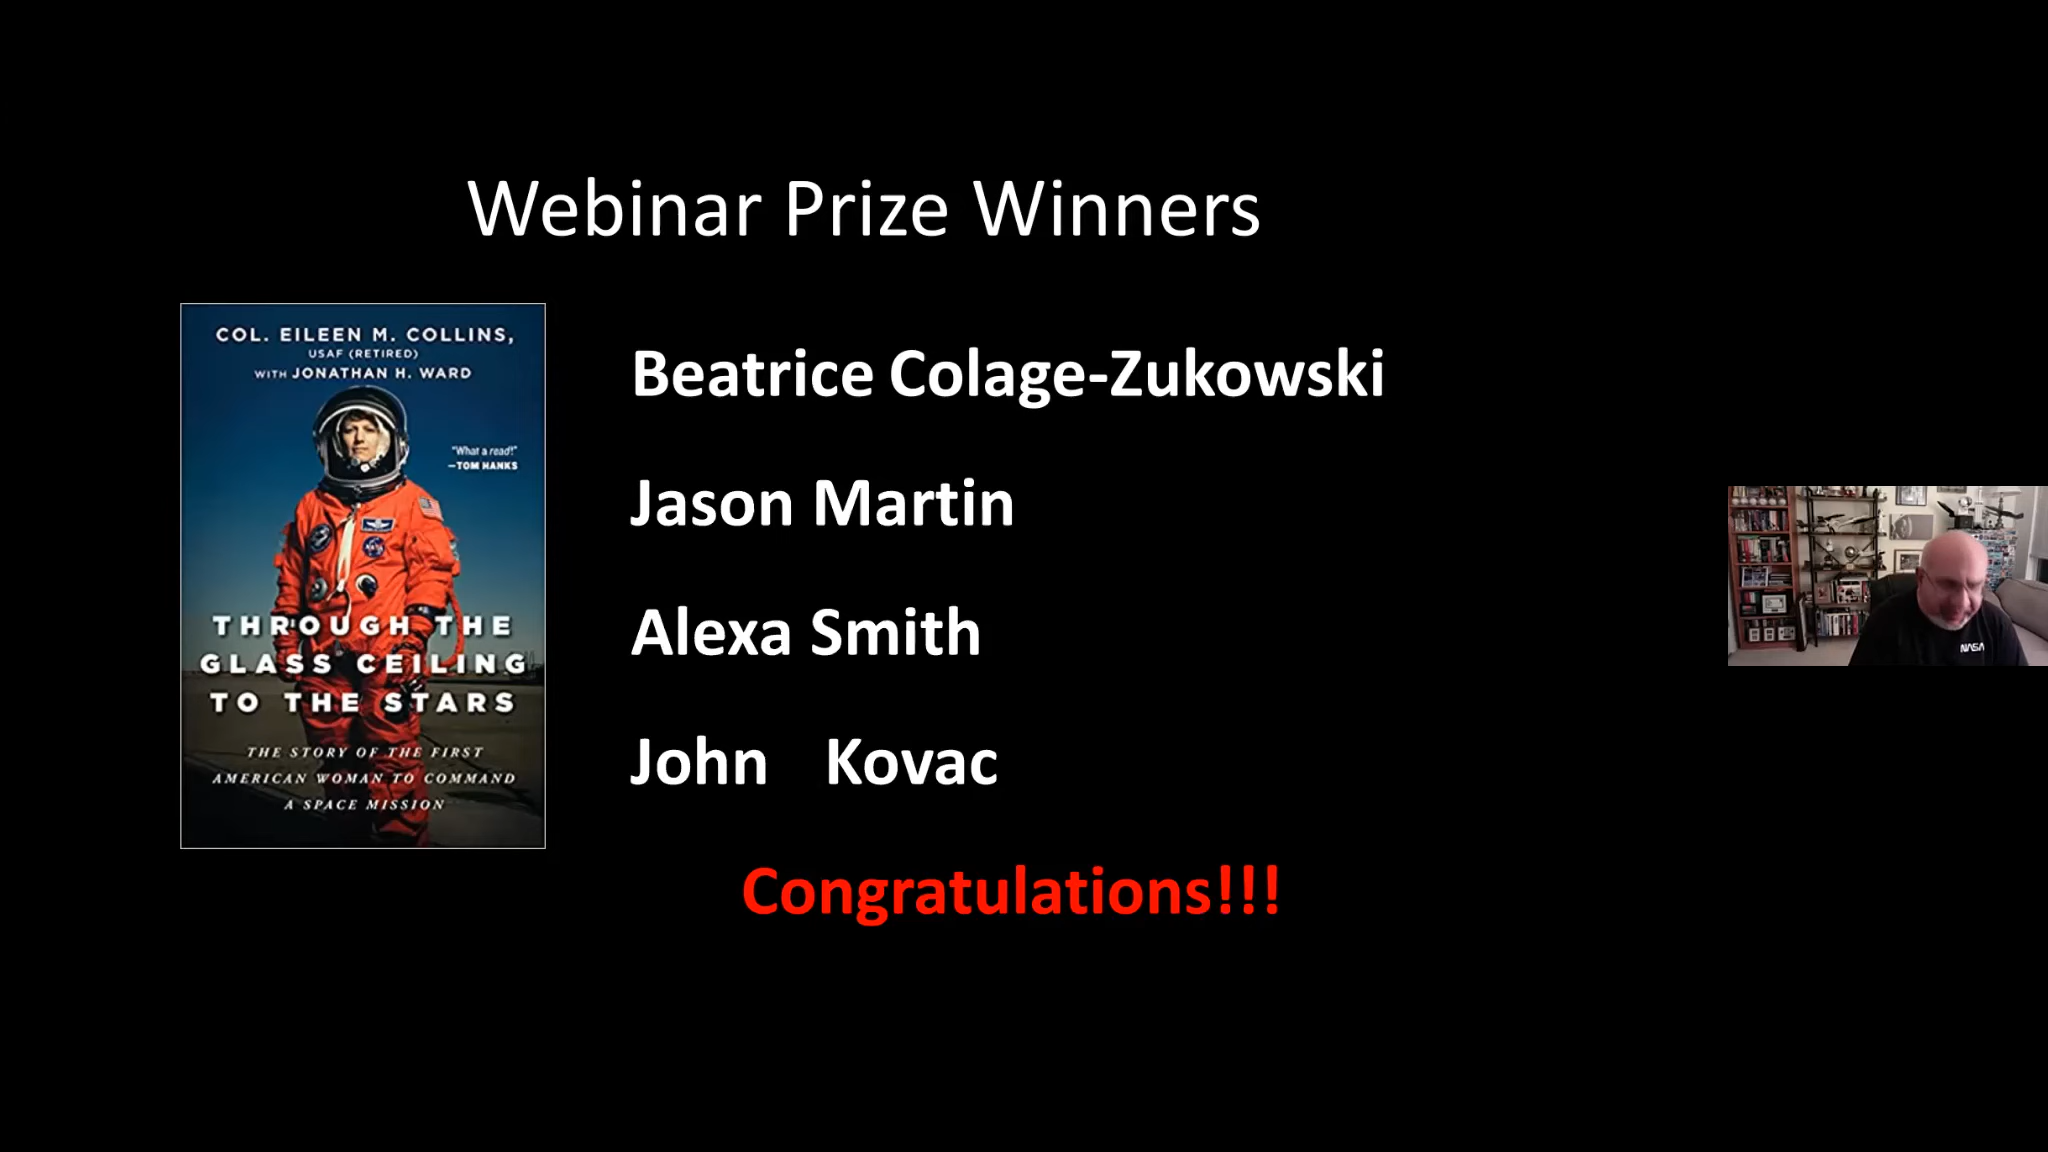 Webinar Prize Winners
COL. EILEEN M. COLLINS,
USAF (RETIRED)
WITH JONATHAN H. WARD
"What a read!"
—TOM HANKS
THROUGH THE
GLASS CEILING
TO THE STARS
THE STORY OF THE FIRST
AMERICAN WOMAN TO COMMAND
A SPACE MISSION
Beatrice Colage-Zukowski
Jason Martin
Alexa Smith
John Kovac
Congratulations!!!
NASA